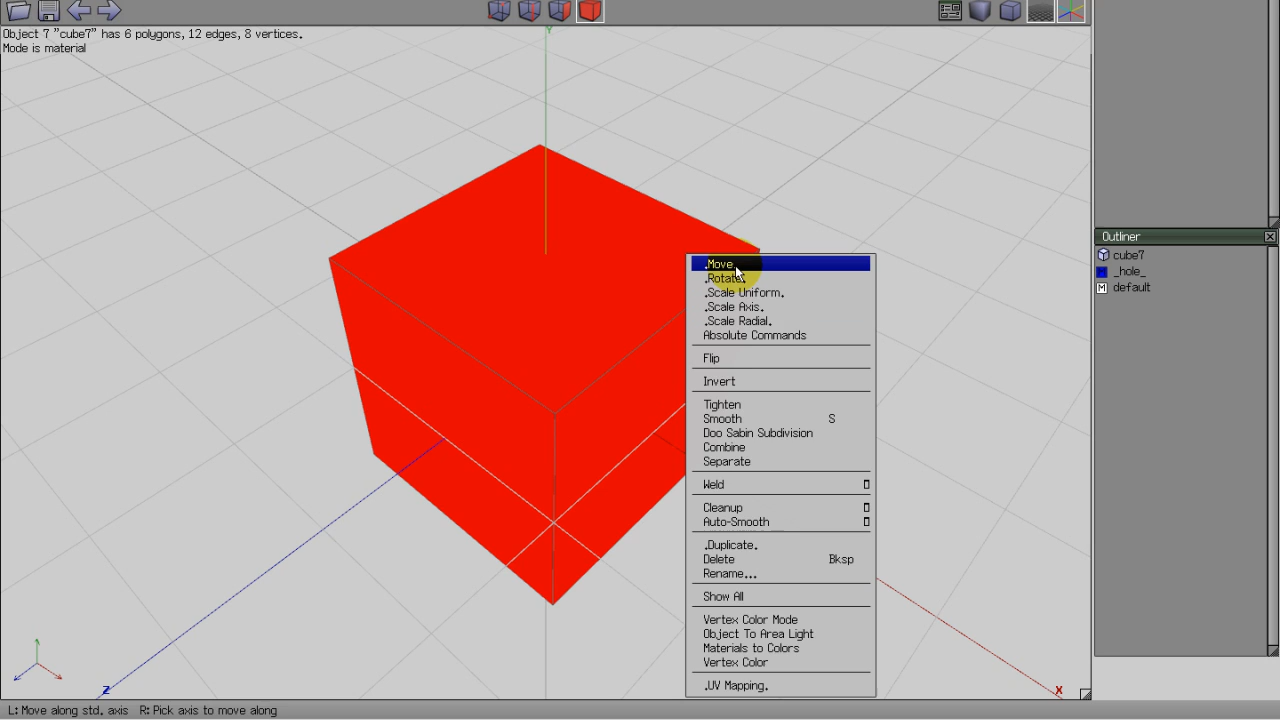 Object 7 "cube7" has 6 polygons, 12 edges, 8 vertices.
Mode is material
Y
Outliner
cube7
_hole_
default
.Move.
.Rotate.
.Scale Uniform.
.Scale Axis.
.Scale Radial.
Absolute Commands
Flip
Invert
Tighten
Smooth S
Doo Sabin Subdivision
Combine
Separate
Weld
Cleanup
Auto-Smooth
.Duplicate.
Delete Bksp
Rename...
Show All
Vertex Color Mode
Object To Area Light
Materials to Colors
Vertex Color
.UV Mapping.
Z
X
L: Move along std. axis R: Pick axis to move along